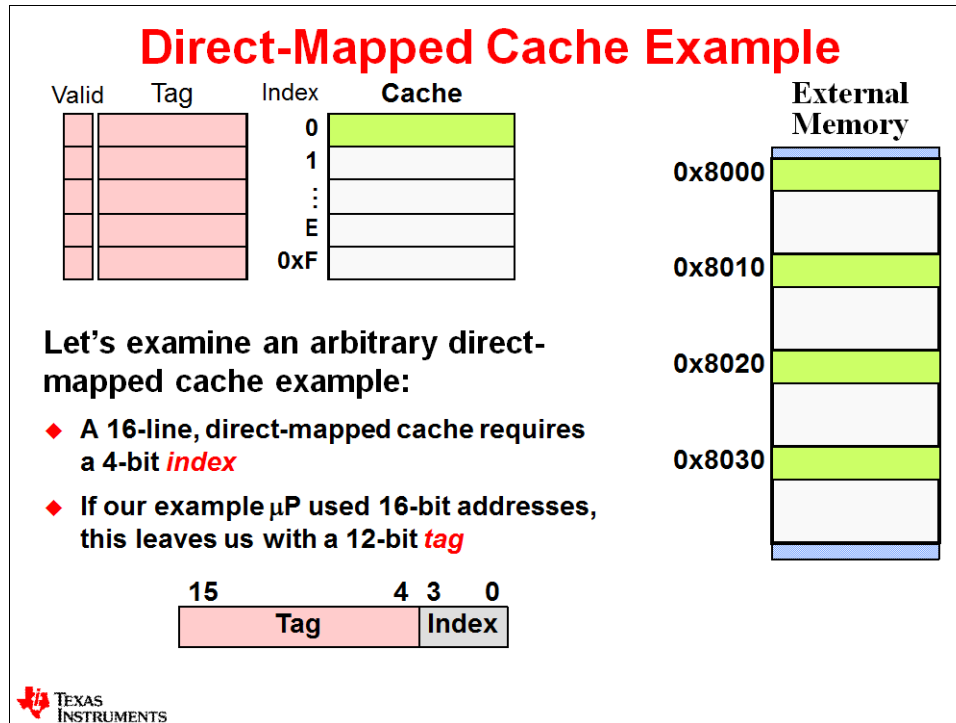 Direct-Mapped Cache Example
Valid Tag Index Cache
0
1
⋮
E
0xF
External
Memory
0x8000
0x8010
0x8020
0x8030
Let's examine an arbitrary direct-
mapped cache example:
A 16-line, direct-mapped cache requires
a 4-bit index
If our example µP used 16-bit addresses,
this leaves us with a 12-bit tag
15 4 3 0
Tag Index
TEXAS
INSTRUMENTS